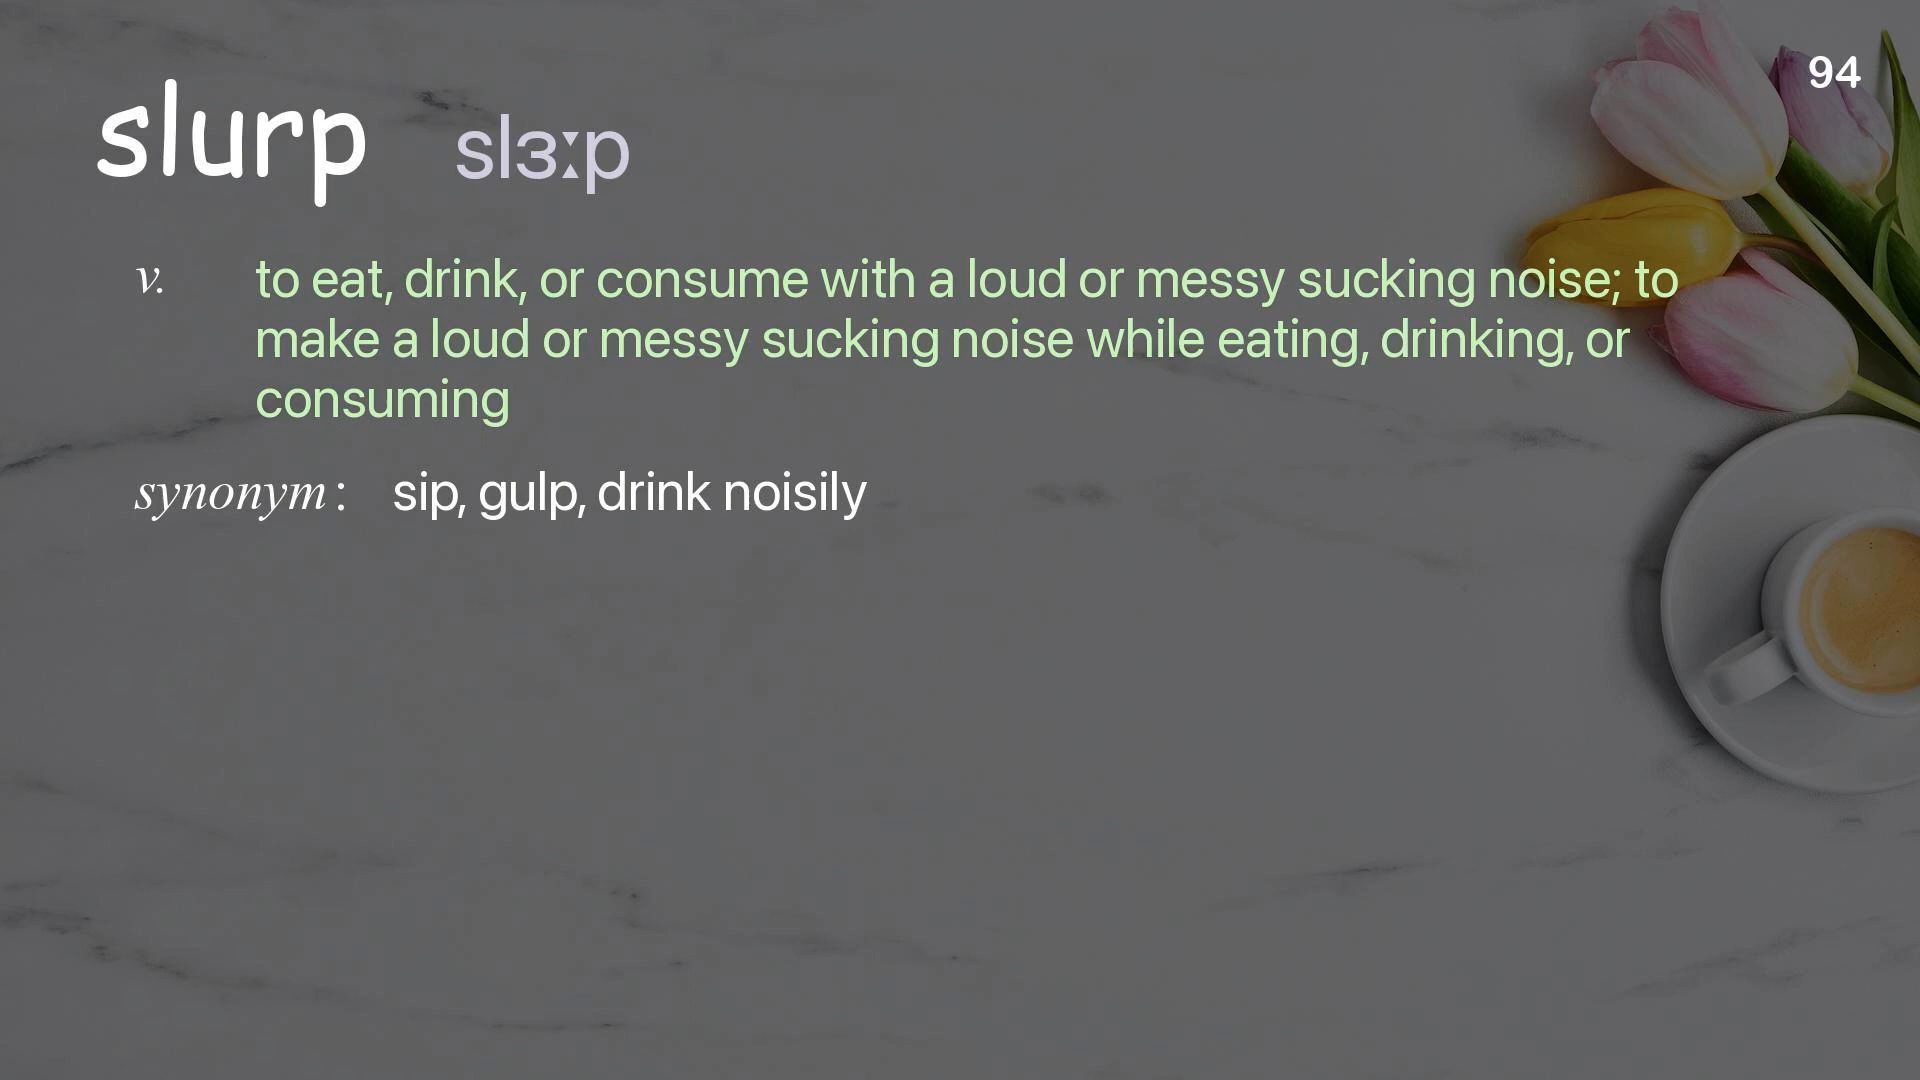 94
slurp slɜːp
v. to eat, drink, or consume with a loud or messy sucking noise; to
make a loud or messy sucking noise while eating, drinking, or
consuming
synonym : sip, gulp, drink noisily